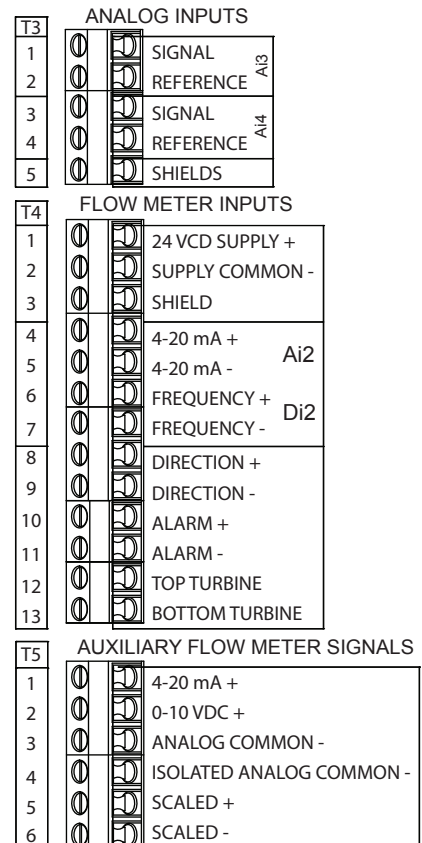 T3 ANALOG INPUTS
1 SIGNAL
2 REFERENCE Ai3
3 SIGNAL
4 REFERENCE Ai4
5 SHIELDS
T4 FLOW METER INPUTS
1 24 VCD SUPPLY +
2 SUPPLY COMMON -
3 SHIELD
4 4-20 mA +
5 4-20 mA - Ai2
6 FREQUENCY +
7 FREQUENCY - Di2
8 DIRECTION +
9 DIRECTION -
10 ALARM +
11 ALARM -
12 TOP TURBINE
13 BOTTOM TURBINE
T5 AUXILIARY FLOW METER SIGNALS
1 4-20 mA +
2 0-10 VDC +
3 ANALOG COMMON -
4 ISOLATED ANALOG COMMON -
5 SCALED +
6 SCALED -